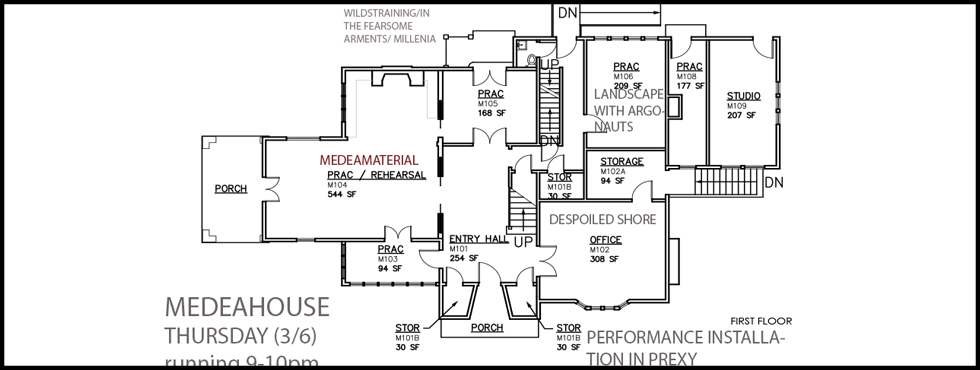 WILDSTRAINING/IN
THE FEARSOME
ARMENTS/ MILLENIA
DN
UP
PRAC
M106
209 SF
LANDSCAPE
WITH ARGO-
NAUTS
PRAC
M108
177 SF
STUDIO
M109
207 SF
PRAC
M105
168 SF
DN
MEDEAMATERIAL
PRAC / REHEARSAL
M104
544 SF
PORCH
STORAGE
M102A
94 SF
STOR
M101B
30 SF
DN
DESPOILED SHORE
OFFICE
M102
308 SF
UP
ENTRY HALL
M101
254 SF
PRAC
M103
94 SF
MEDEAHOUSE
THURSDAY (3/6)
running 9-10pm
STOR
M101B
30 SF
PORCH
STOR
M101B
30 SF
FIRST FLOOR
PERFORMANCE INSTALLA-
TION IN PREXY